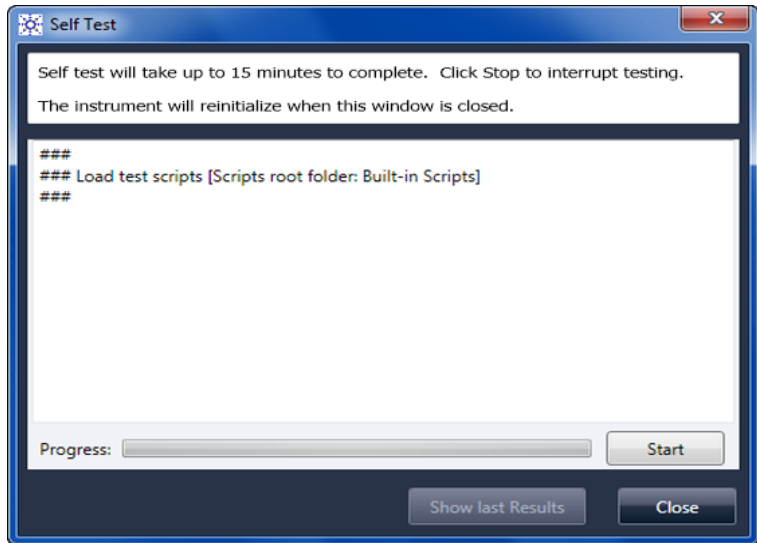 Self Test
Self test will take up to 15 minutes to complete.  Click Stop to interrupt testing.
The instrument will reinitialize when this window is closed.
###
### Load test scripts [Scripts root folder: Built-in Scripts]
###
Progress:
Start
Show last Results
Close